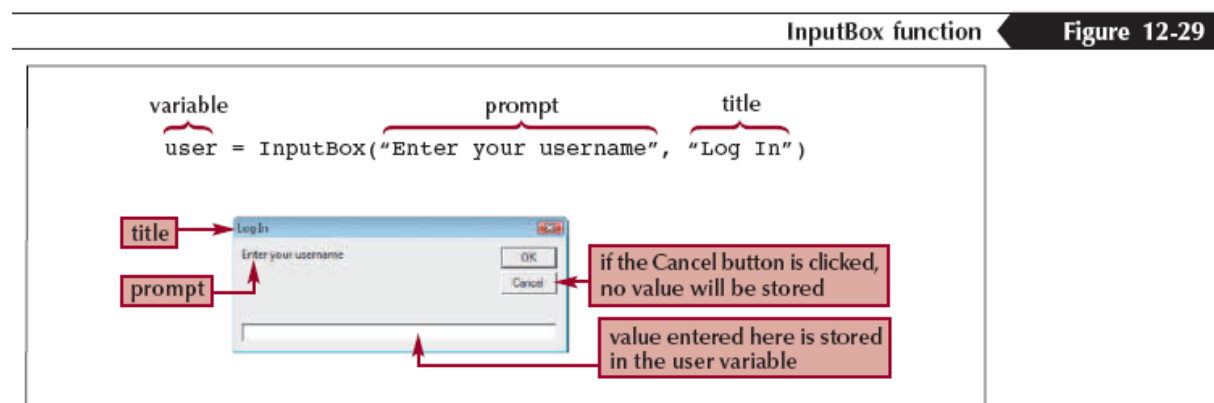 InputBox function Figure 12-29
variable prompt title
user = InputBox(“Enter your username”, “Log In”)
title
Log In
Enter your username
OK
Cancel
prompt
if the Cancel button is clicked,
no value will be stored
value entered here is stored
in the user variable